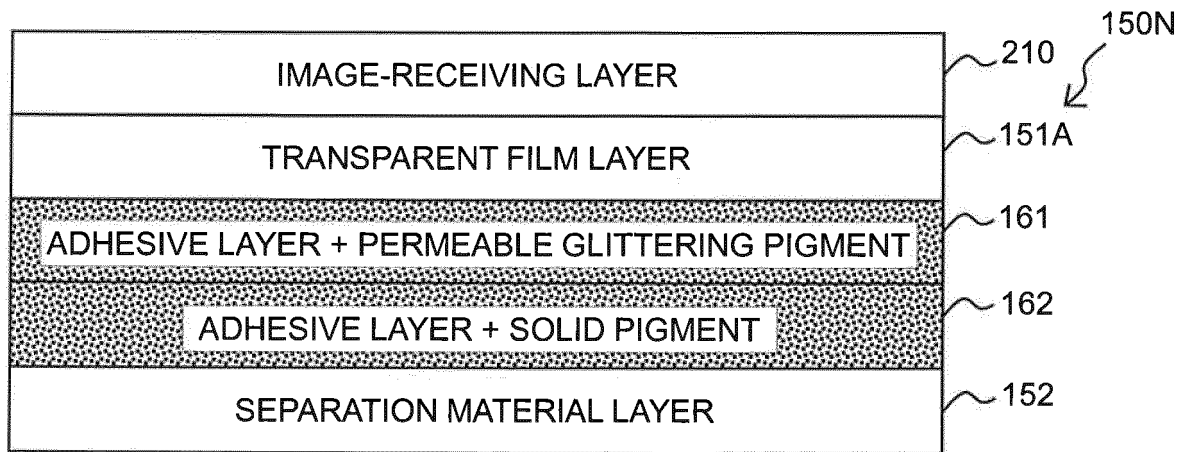 150N
IMAGE-RECEIVING LAYER 210
TRANSPARENT FILM LAYER 151A
ADHESIVE LAYER + PERMEABLE GLITTERING PIGMENT 161
ADHESIVE LAYER + SOLID PIGMENT 162
SEPARATION MATERIAL LAYER 152